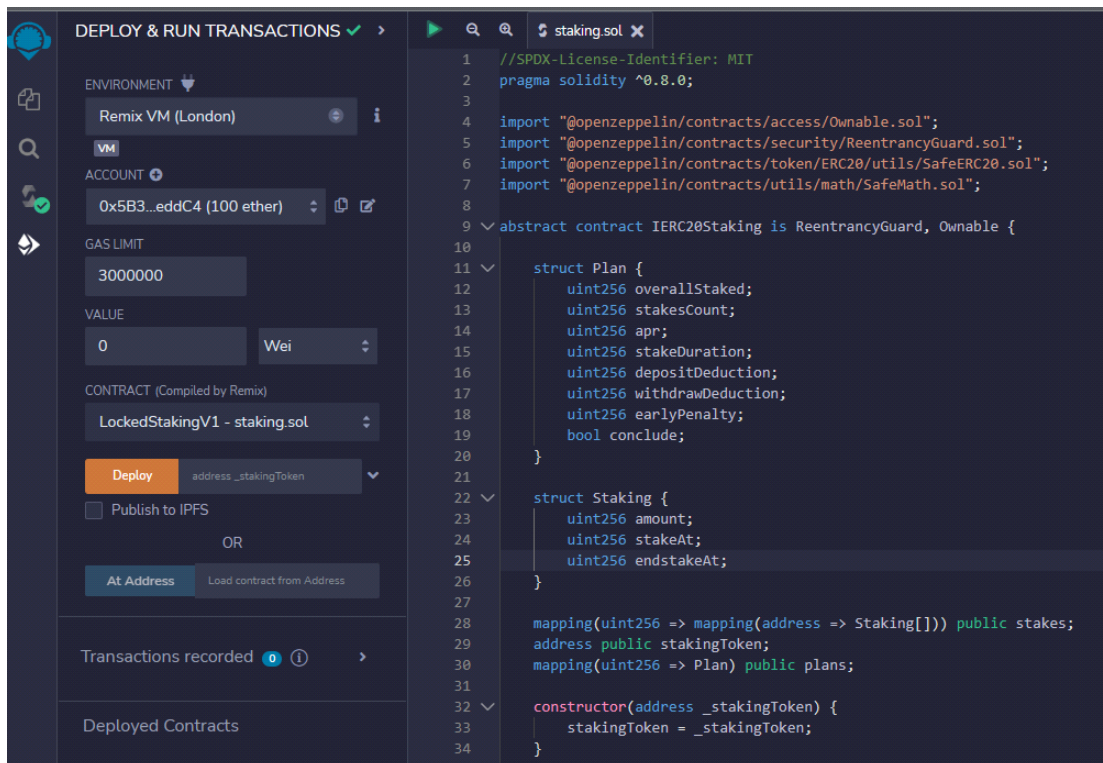 DEPLOY & RUN TRANSACTIONS
ENVIRONMENT
Remix VM (London)
VM
ACCOUNT
0x5B3...eddC4 (100 ether)
GAS LIMIT
3000000
VALUE
0
Wei
CONTRACT (Compiled by Remix)
LockedStakingV1 - staking.sol
Deploy
address _stakingToken
Publish to IPFS
OR
At Address
Load contract from Address
Transactions recorded 0
Deployed Contracts
staking.sol
1 //SPDX-License-Identifier: MIT
2 pragma solidity ^0.8.0;
3
4 import "@openzeppelin/contracts/access/Ownable.sol";
5 import "@openzeppelin/contracts/security/ReentrancyGuard.sol";
6 import "@openzeppelin/contracts/token/ERC20/utils/SafeERC20.sol";
7 import "@openzeppelin/contracts/utils/math/SafeMath.sol";
8
9 abstract contract IERC20Staking is ReentrancyGuard, Ownable {
10
11 struct Plan {
12 uint256 overallStaked;
13 uint256 stakesCount;
14 uint256 apr;
15 uint256 stakeDuration;
16 uint256 depositDeduction;
17 uint256 withdrawDeduction;
18 uint256 earlyPenalty;
19 bool conclude;
20 }
21
22 struct Staking {
23 uint256 amount;
24 uint256 stakeAt;
25 uint256 endstakeAt;
26 }
27
28 mapping(uint256 => mapping(address => Staking[])) public stakes;
29 address public stakingToken;
30 mapping(uint256 => Plan) public plans;
31
32 constructor(address _stakingToken) {
33 stakingToken = _stakingToken;
34 }